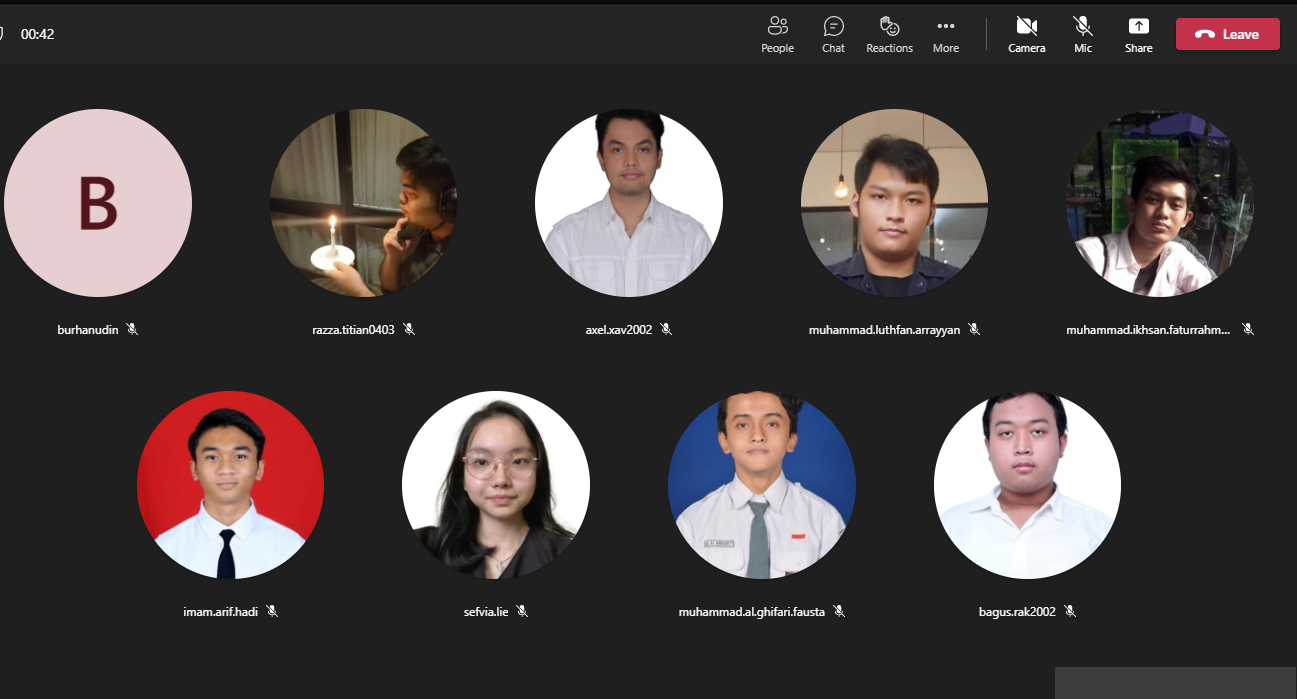 00:42
People
Chat
Reactions
More
Camera
Mic
Share
Leave
B
burhanudin
razza.titian0403
axel.xav2002
muhammad.luthfan.arrayyan
muhammad.ikhsan.faturrahm...
imam.arif.hadi
sefvia.lie
muhammad.al.ghifari.fausta
bagus.rak2002